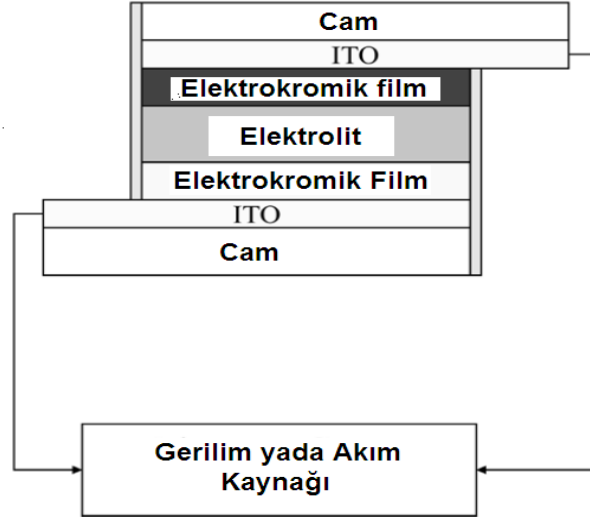 Cam
ITO
Elektrokromik film
Elektrolit
Elektrokromik Film
ITO
Cam
Gerilim yada Akım
Kaynağı